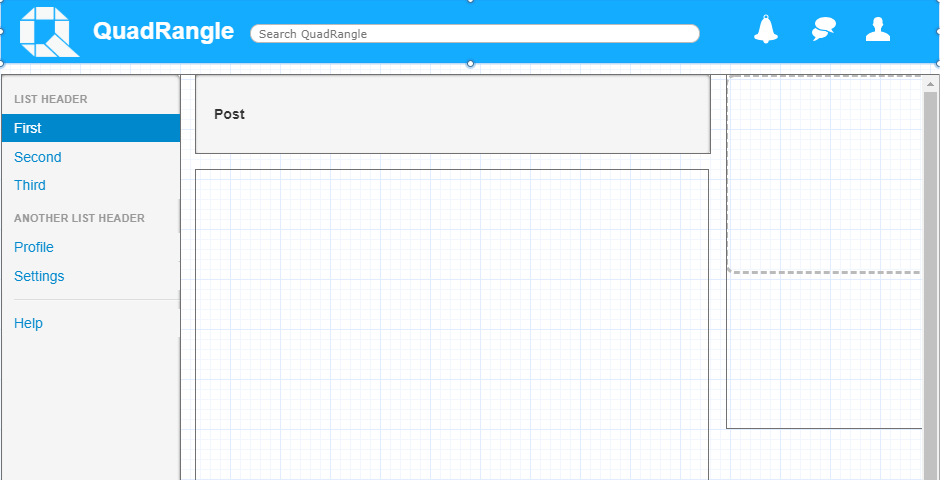 QuadRangle
Search QuadRangle
LIST HEADER
First
Second
Third
ANOTHER LIST HEADER
Profile
Settings
Help
Post